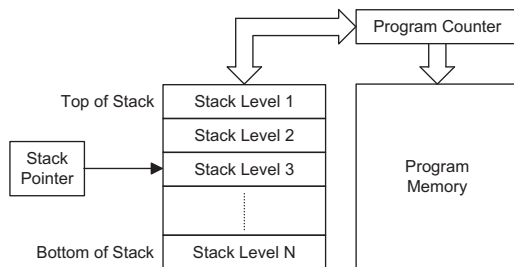 Program Counter
Top of Stack
Stack Level 1
Stack Level 2
Stack
Pointer
Stack Level 3
Program
Memory
Bottom of Stack
Stack Level N